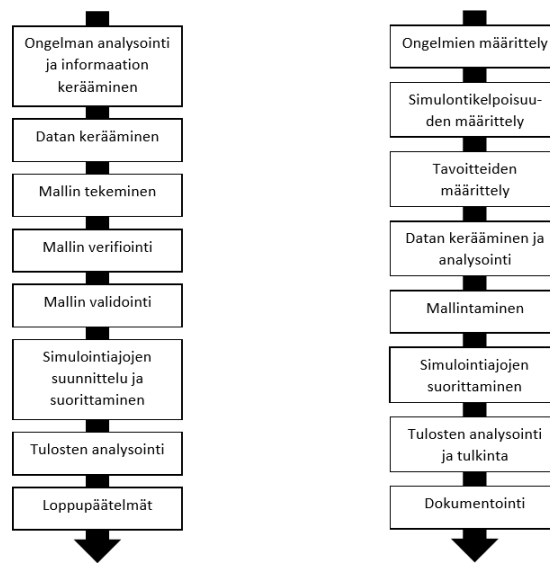 Ongelman analysointi
ja informaation
kerääminen
Datan kerääminen
Mallin tekeminen
Mallin verifiointi
Mallin validointi
Simulointiajojen
suunnittelu ja
suorittaminen
Tulosten analysointi
Loppupäätelmät
Ongelmien määrittely
Simulontikelpoisuu-
den määrittely
Tavoitteiden
määrittely
Datan kerääminen ja
analysointi
Mallintaminen
Simulointiajojen
suorittaminen
Tulosten analysointi
ja tulkinta
Dokumentointi